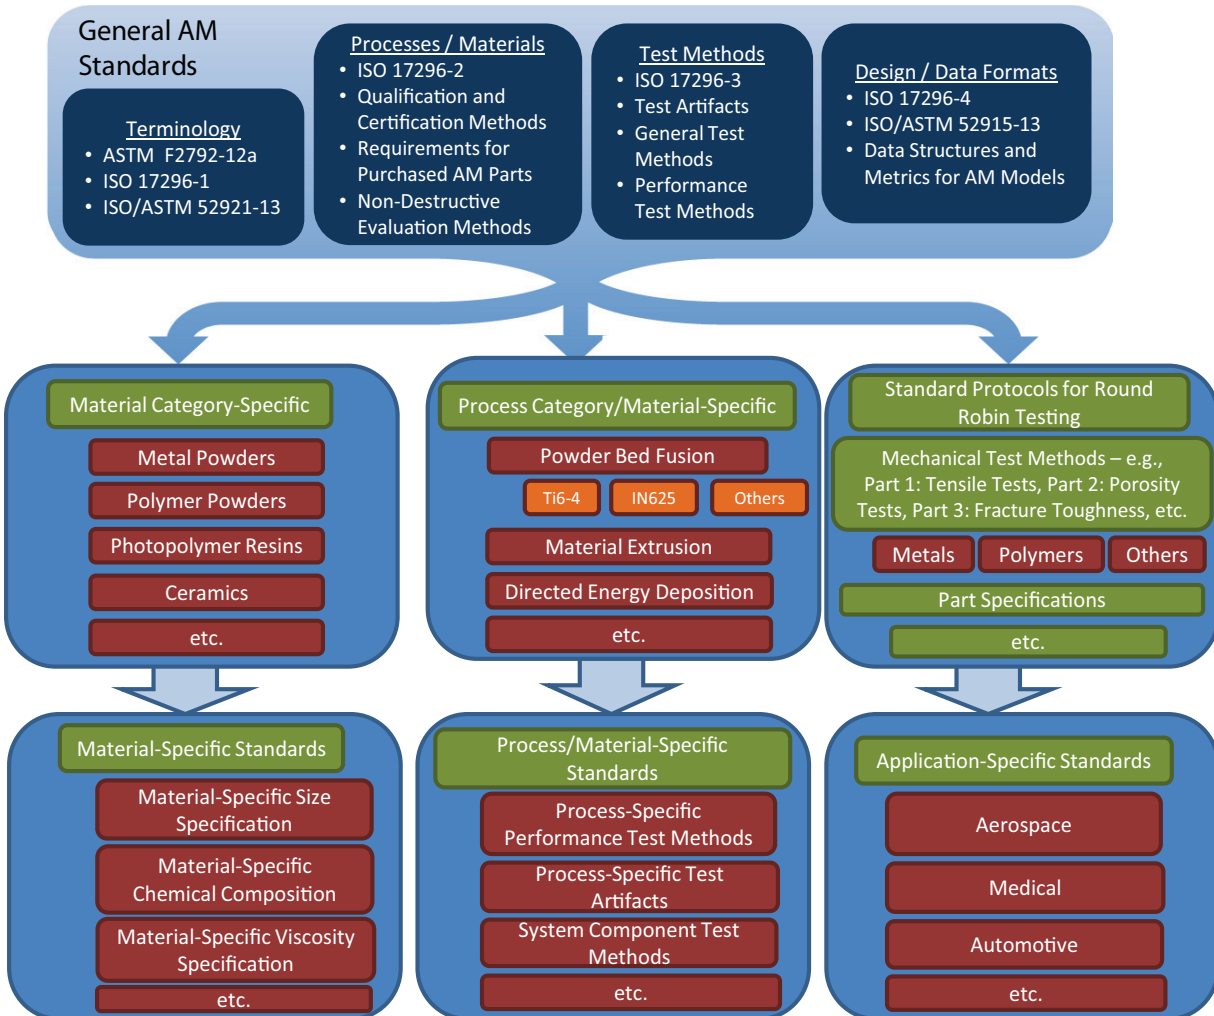 General AM
Standards
Terminology
• ASTM F2792-12a
• ISO 17296-1
• ISO/ASTM 52921-13
Processes / Materials
• ISO 17296-2
• Qualification and
Certification Methods
• Requirements for
Purchased AM Parts
• Non-Destructive
Evaluation Methods
Test Methods
• ISO 17296-3
• Test Artifacts
• General Test
Methods
• Performance
Test Methods
Design / Data Formats
• ISO 17296-4
• ISO/ASTM 52915-13
• Data Structures and
Metrics for AM Models
Material Category-Specific
Metal Powders
Polymer Powders
Photopolymer Resins
Ceramics
etc.
Process Category/Material-Specific
Powder Bed Fusion
Ti6-4
IN625
Others
Material Extrusion
Directed Energy Deposition
etc.
Standard Protocols for Round
Robin Testing
Mechanical Test Methods – e.g.,
Part 1: Tensile Tests, Part 2: Porosity
Tests, Part 3: Fracture Toughness, etc.
Metals
Polymers
Others
Part Specifications
etc.
Material-Specific Standards
Material-Specific Size
Specification
Material-Specific
Chemical Composition
Material-Specific Viscosity
Specification
etc.
Process/Material-Specific
Standards
Process-Specific
Performance Test Methods
Process-Specific Test
Artifacts
System Component Test
Methods
etc.
Application-Specific Standards
Aerospace
Medical
Automotive
etc.